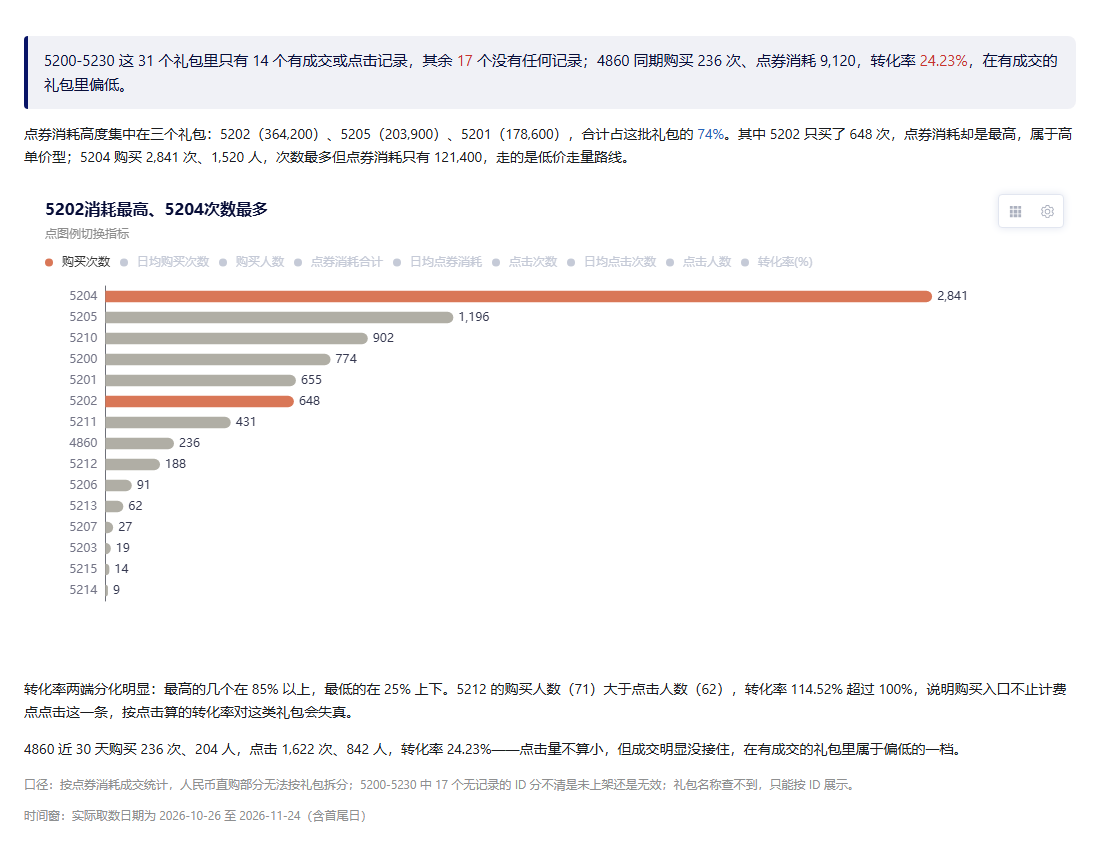 5200-5230 这 31 个礼包里只有 14 个有成交或点击记录，其余 17 个没有任何记录；4860 同期购买 236 次、点券消耗 9,120，转化率 24.23%，在有成交的
礼包里偏低。
点券消耗高度集中在三个礼包：5202（364,200）、5205（203,900）、5201（178,600），合计占这批礼包的 74%。其中 5202 只买了 648 次，点券消耗却是最高，属于高
单价型；5204 购买 2,841 次、1,520 人，次数最多但点券消耗只有 121,400，走的是低价走量路线。
5202消耗最高、5204次数最多
点图例切换指标
购买次数 日均购买次数 购买人数 点券消耗合计 日均点券消耗 点击次数 日均点击次数 点击人数 转化率(%)
5204 2,841
5205 1,196
5210 902
5200 774
5201 655
5202 648
5211 431
4860 236
5212 188
5206 91
5213 62
5207 27
5203 19
5215 14
5214 9
转化率两端分化明显：最高的几个在 85% 以上，最低的在 25% 上下。5212 的购买人数（71）大于点击人数（62），转化率 114.52% 超过 100%，说明购买入口不止计费
点点击这一条，按点击算的转化率对这类礼包会失真。
4860 近 30 天购买 236 次、204 人，点击 1,622 次、842 人，转化率 24.23%——点击量不算小，但成交明显没接住，在有成交的礼包里属于偏低的一档。
口径：按点券消耗成交统计，人民币直购部分无法按礼包拆分；5200-5230 中 17 个无记录的 ID 分不清是未上架还是无效；礼包名称查不到，只能按 ID 展示。
时间窗：实际取数日期为 2026-10-26 至 2026-11-24（含首尾日）